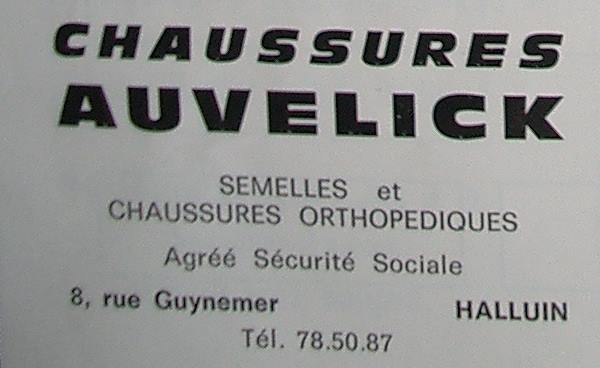 CHAUSSURES
AUVELICK
SEMELLES et
CHAUSSURES ORTHOPEDIQUES
Agréé Sécurité Sociale
8, rue Guynemer HALLUIN
Tél. 78.50.87